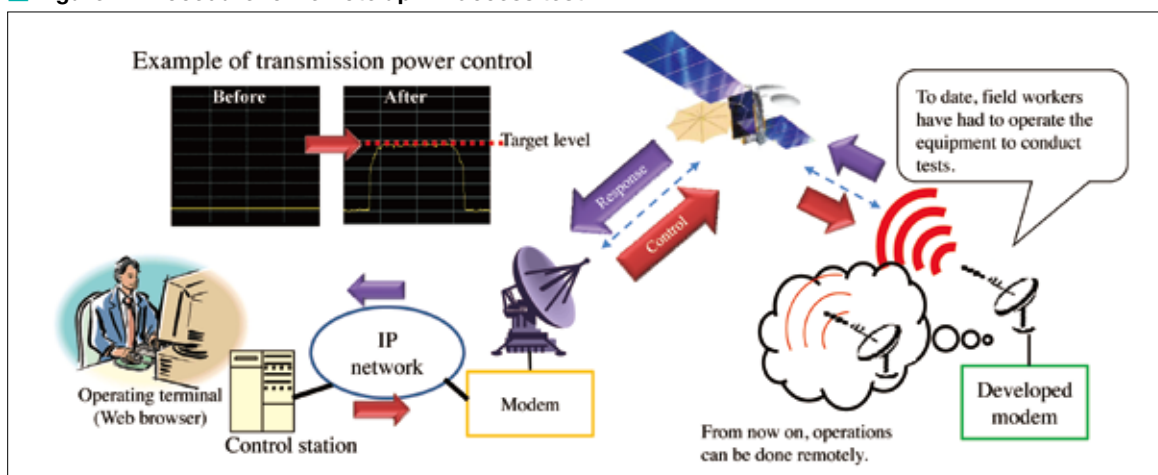 Example of transmission power control
Before
After
Target level
Response
Control
To date, field workers
have had to operate the
equipment to conduct
tests.
IP
network
Operating terminal
(Web browser)
Control station
Modem
Developed
modem
From now on, operations
can be done remotely.